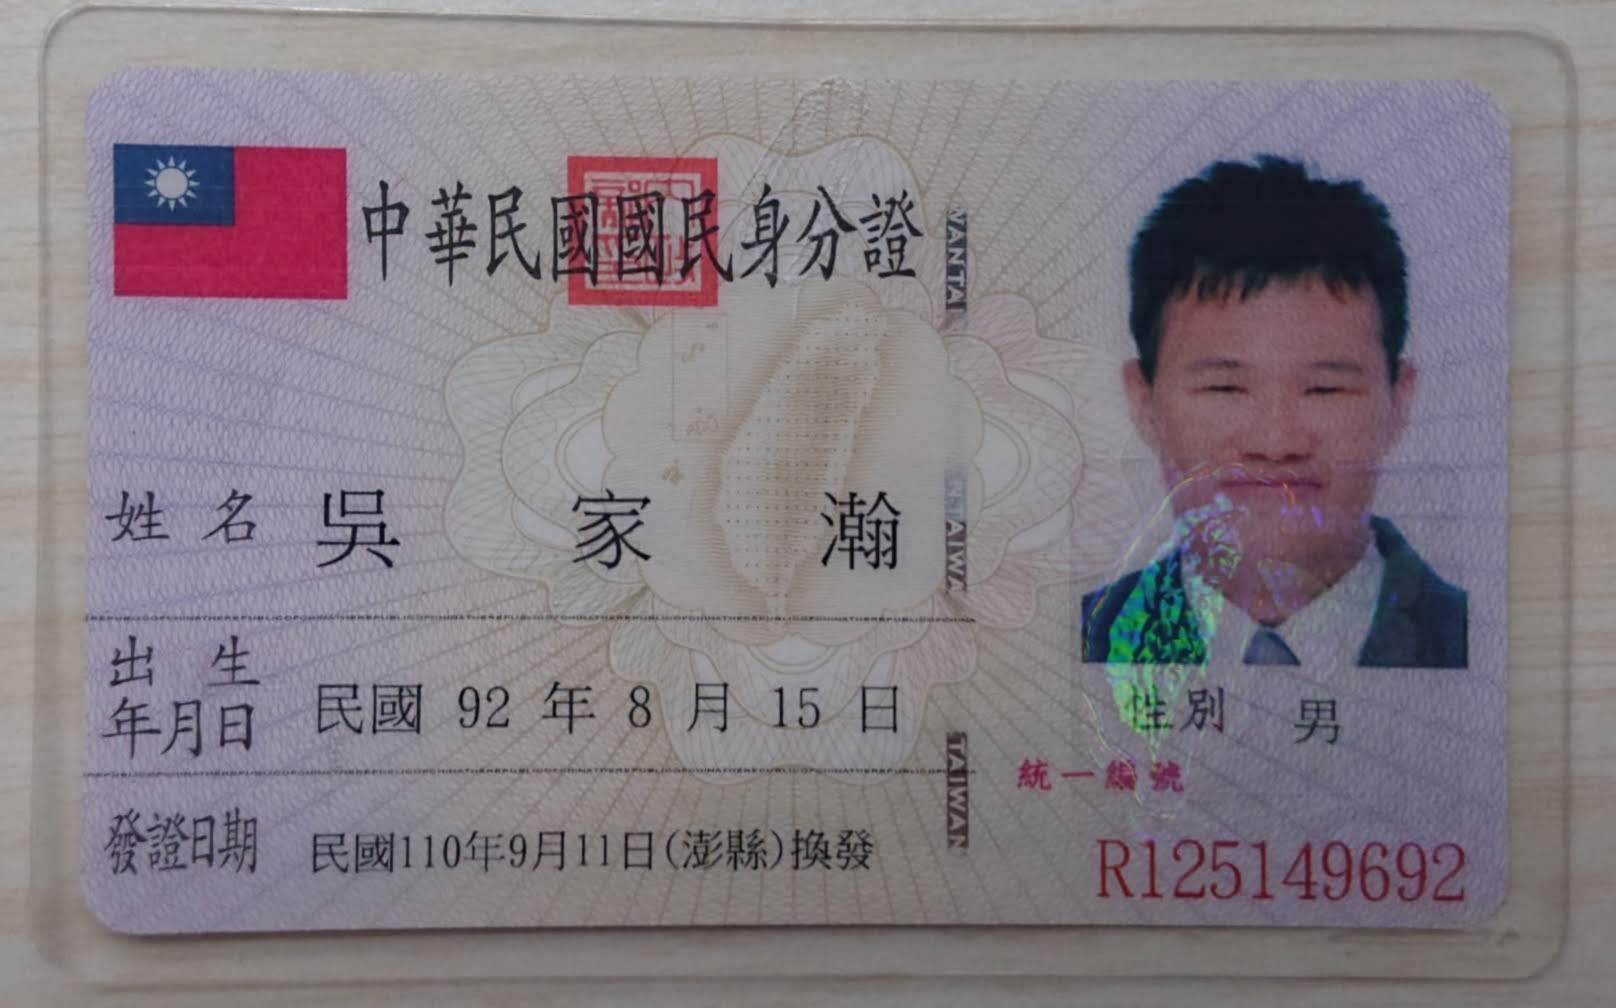 中華民國國民身分證
姓名 吳家瀚
出生年月日 民國 92 年 8 月 15 日
發證日期 民國110年9月11日(澎縣)換發
性別 男
統一編號
R125149692
TAIWAN